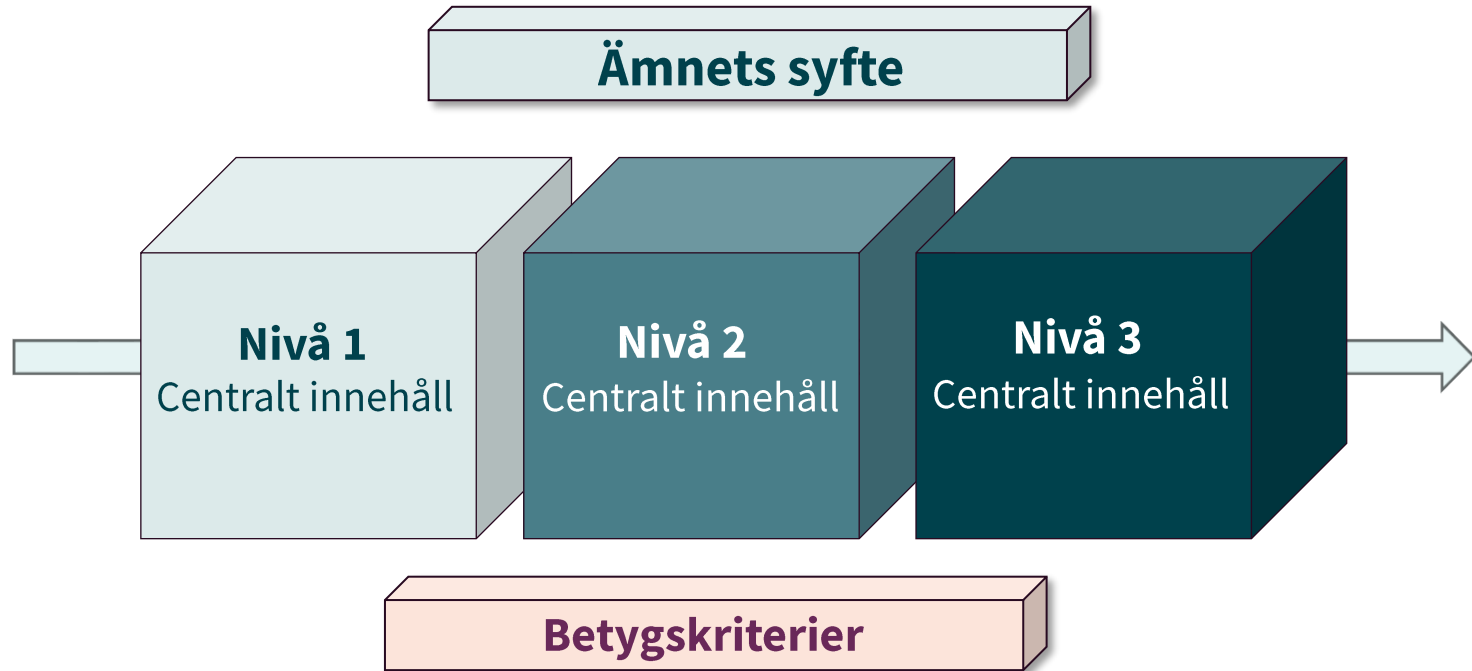 Ämnets syfte
Nivå 1
Centralt innehåll
Nivå 2
Centralt innehåll
Nivå 3
Centralt innehåll
Betygskriterier